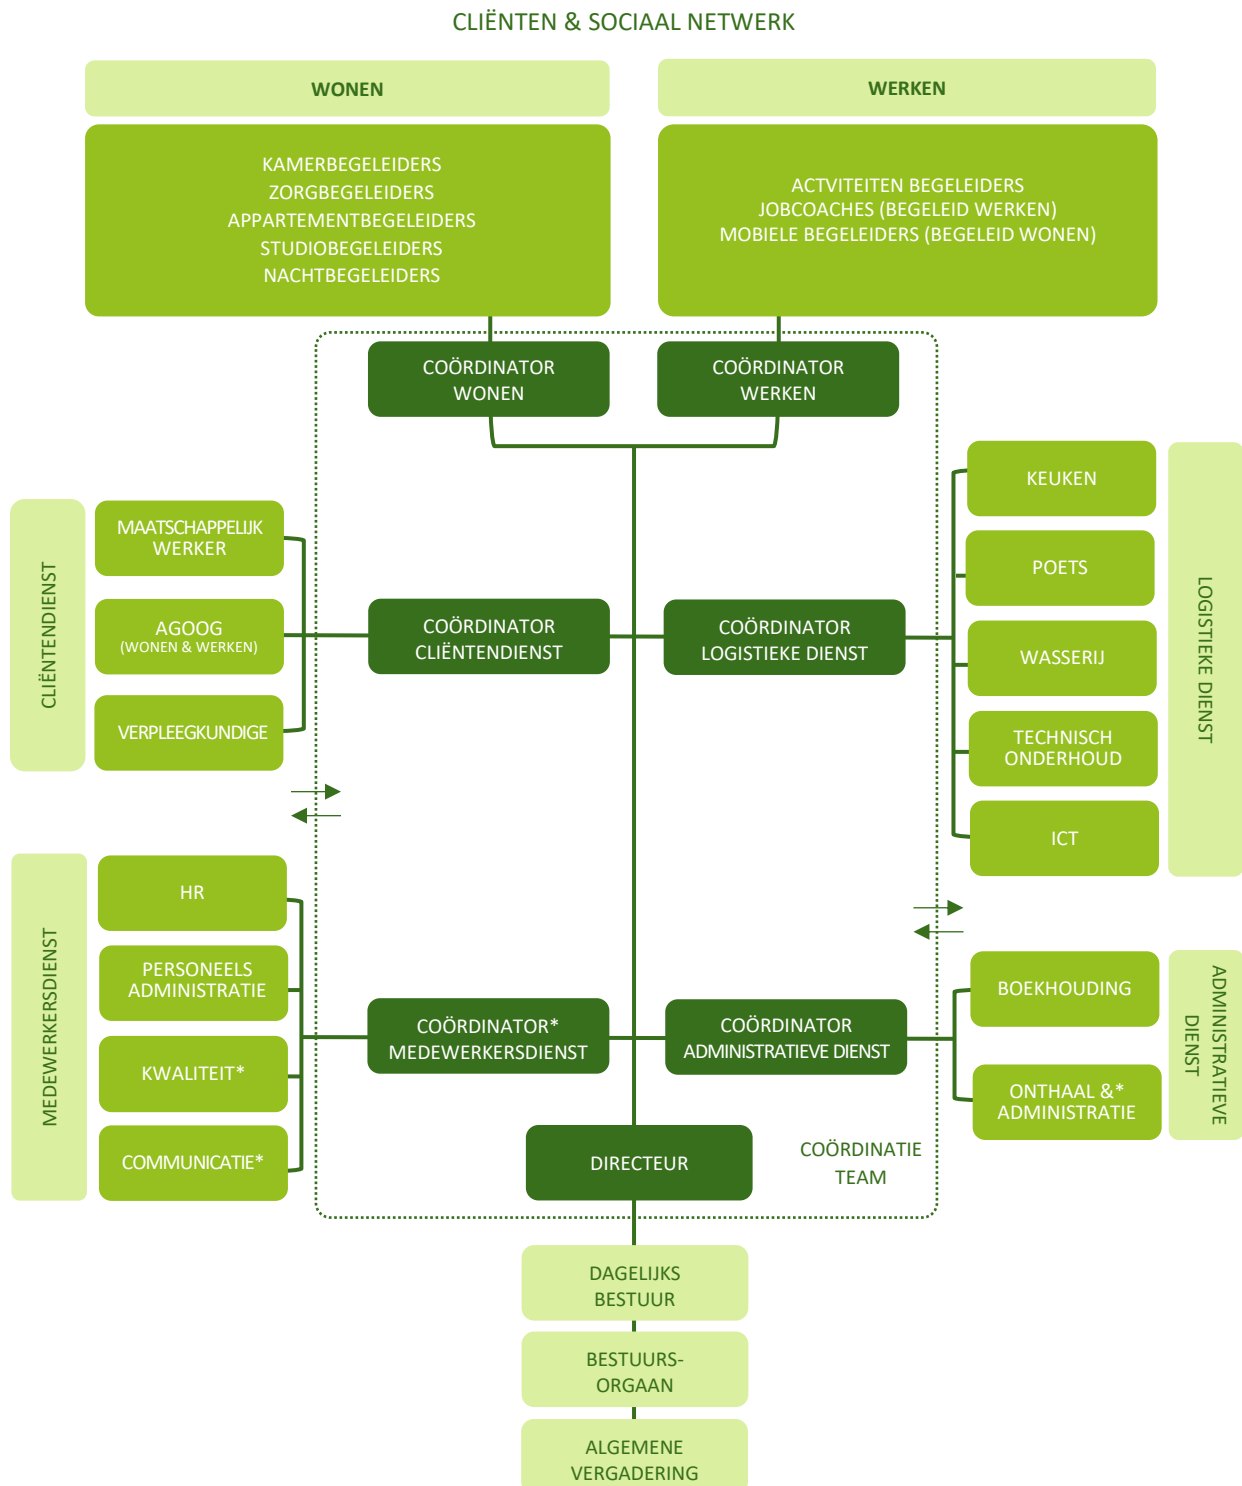 CLIËNTEN & SOCIAAL NETWERK
WONEN
WERKEN
KAMERBEGELEIDERS
ZORGBEGELEIDERS
APPARTEMENTBEGELEIDERS
STUDIOBEGELEIDERS
NACHTBEGELEIDERS
ACTVITEITEN BEGELEIDERS
JOBCOACHES (BEGELEID WERKEN)
MOBIELE BEGELEIDERS (BEGELEID WONEN)
COÖRDINATOR
WONEN
COÖRDINATOR
WERKEN
CLIËNTENDIENST
MAATSCHAPPELIJK
WERKER
AGOOG
(WONEN & WERKEN)
VERPLEEGKUNDIGE
COÖRDINATOR
CLIËNTENDIENST
COÖRDINATOR
LOGISTIEKE DIENST
KEUKEN
POETS
WASSERIJ
TECHNISCH
ONDERHOUD
ICT
LOGISTIEKE DIENST
MEDEWERKERSDIENST
HR
PERSONEELS
ADMINISTRATIE
KWALITEIT*
COMMUNICATIE*
COÖRDINATOR*
MEDEWERKERSDIENST
COÖRDINATOR
ADMINISTRATIEVE DIENST
BOEKHOUDING
ONTHAAL &*
ADMINISTRATIE
ADMINISTRATIEVE
DIENST
DIRECTEUR
COÖRDINATIE
TEAM
DAGELIJKS
BESTUUR
BESTUURS-
ORGAAN
ALGEMENE
VERGADERING